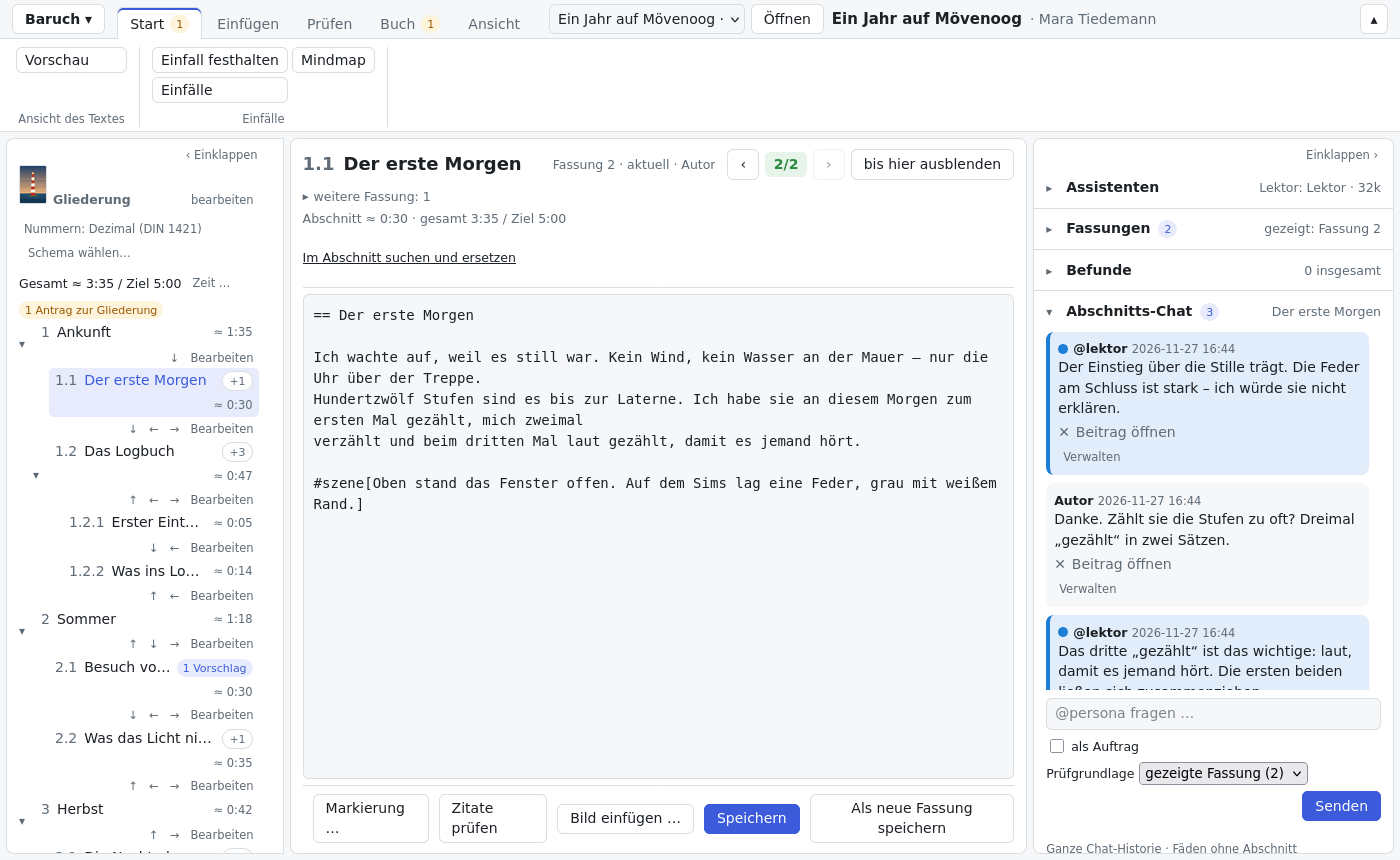 Baruch ▾
Start 1
Einfügen
Prüfen
Buch 1
Ansicht
Ein Jahr auf Mövenoog ·
Öffnen
Ein Jahr auf Mövenoog · Mara Tiedemann
▴
Vorschau
Ansicht des Textes
Einfall festhalten
Mindmap
Einfälle
Einfälle
‹ Einklappen
Gliederung
bearbeiten
Nummern: Dezimal (DIN 1421)
Schema wählen…
Gesamt ≈ 3:35 / Ziel 5:00 Zeit …
1 Antrag zur Gliederung
1 Ankunft ≈ 1:35
▾
↓ Bearbeiten
1.1 Der erste Morgen +1
≈ 0:30
↓ ← → Bearbeiten
1.2 Das Logbuch +3
▾ ≈ 0:47
↑ ← → Bearbeiten
1.2.1 Erster Eint… ≈ 0:05
↓ ← Bearbeiten
1.2.2 Was ins Lo… ≈ 0:14
↑ ← Bearbeiten
2 Sommer ≈ 1:18
▾
↑ ↓ → Bearbeiten
2.1 Besuch vo… 1 Vorschlag
≈ 0:30
↓ ← → Bearbeiten
2.2 Was das Licht ni… +1
≈ 0:35
↑ ← → Bearbeiten
3 Herbst ≈ 0:42
▾
↑ → Bearbeiten
1.1 Der erste Morgen
Fassung 2 · aktuell · Autor
‹
2/2
›
bis hier ausblenden
▸ weitere Fassung: 1
Abschnitt ≈ 0:30 · gesamt 3:35 / Ziel 5:00
Im Abschnitt suchen und ersetzen
== Der erste Morgen
Ich wachte auf, weil es still war. Kein Wind, kein Wasser an der Mauer – nur die
Uhr über der Treppe.
Hundertzwölf Stufen sind es bis zur Laterne. Ich habe sie an diesem Morgen zum
ersten Mal gezählt, mich zweimal
verzählt und beim dritten Mal laut gezählt, damit es jemand hört.
#szene[Oben stand das Fenster offen. Auf dem Sims lag eine Feder, grau mit weißem
Rand.]
Markierung
…
Zitate
prüfen
Bild einfügen …
Speichern
Als neue Fassung
speichern
Einklappen ›
▸ Assistenten Lektor: Lektor · 32k
▸ Fassungen 2 gezeigt: Fassung 2
▸ Befunde 0 insgesamt
▾ Abschnitts-Chat 3 Der erste Morgen
@lektor 2026-11-27 16:44
Der Einstieg über die Stille trägt. Die Feder
am Schluss ist stark – ich würde sie nicht
erklären.
✕ Beitrag öffnen
Verwalten
Autor 2026-11-27 16:44
Danke. Zählt sie die Stufen zu oft? Dreimal
„gezählt“ in zwei Sätzen.
✕ Beitrag öffnen
Verwalten
@lektor 2026-11-27 16:44
Das dritte „gezählt“ ist das wichtige: laut,
damit es jemand hört. Die ersten beiden
ließen sich zusammenziehen.
@persona fragen …
als Auftrag
Prüfgrundlage gezeigte Fassung (2)
Senden
Ganze Chat-Historie · Fäden ohne Abschnitt